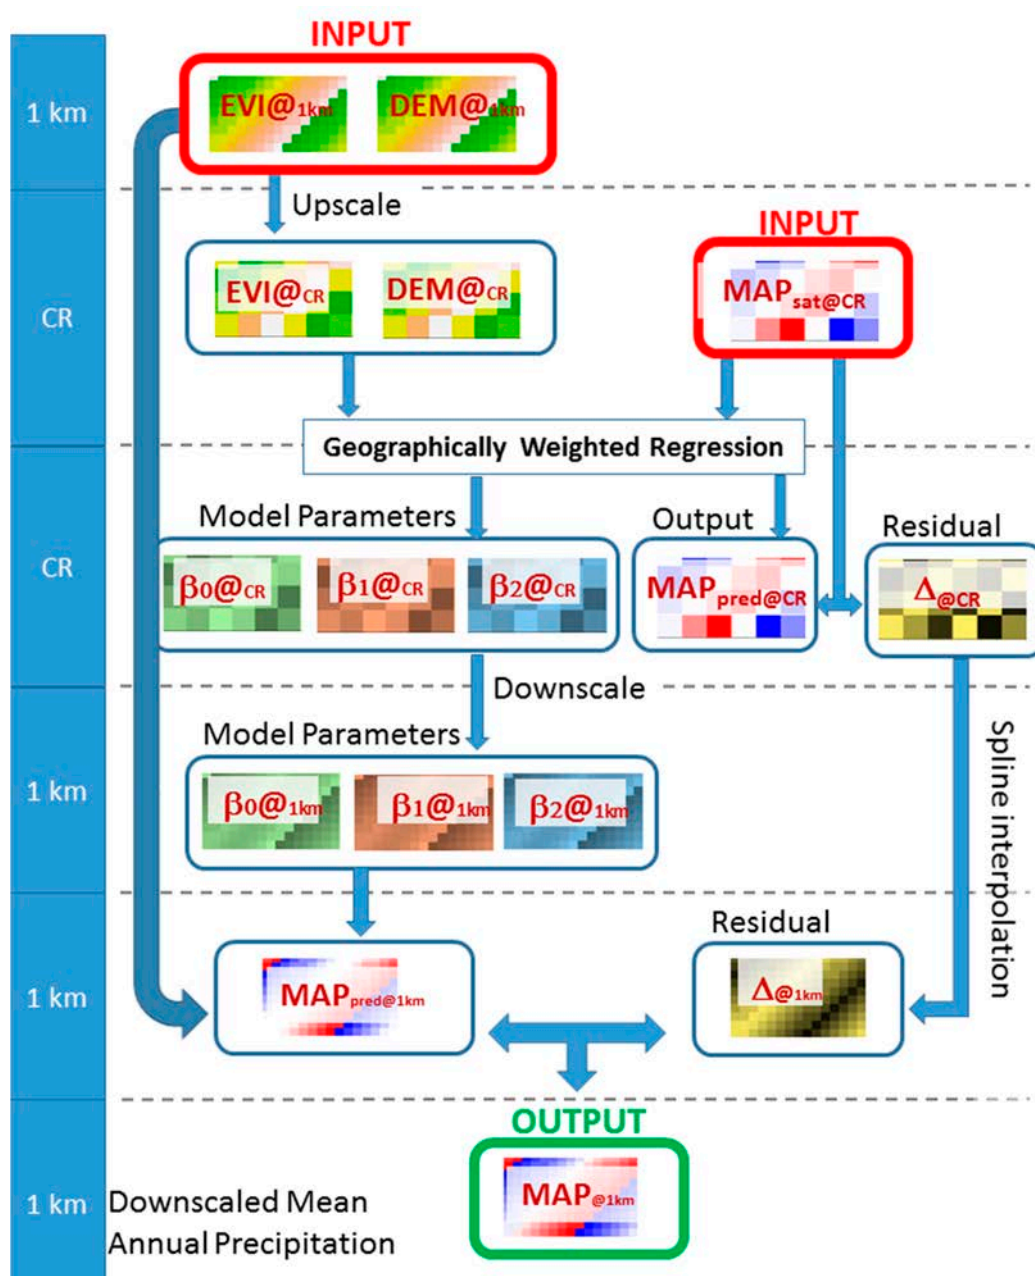 INPUT
1 km
EVI@1km
DEM@1km
Upscale
INPUT
CR
EVI@CR
DEM@CR
MAPsat@CR
Geographically Weighted Regression
Model Parameters
Output
Residual
CR
β0@CR
β1@CR
β2@CR
MAPpred@CR
Δ@CR
Downscale
Model Parameters
1 km
β0@1km
β1@1km
β2@1km
Spline interpolation
Residual
1 km
MAPpred@1km
Δ@1km
OUTPUT
1 km
Downscaled Mean
Annual Precipitation
MAP@1km